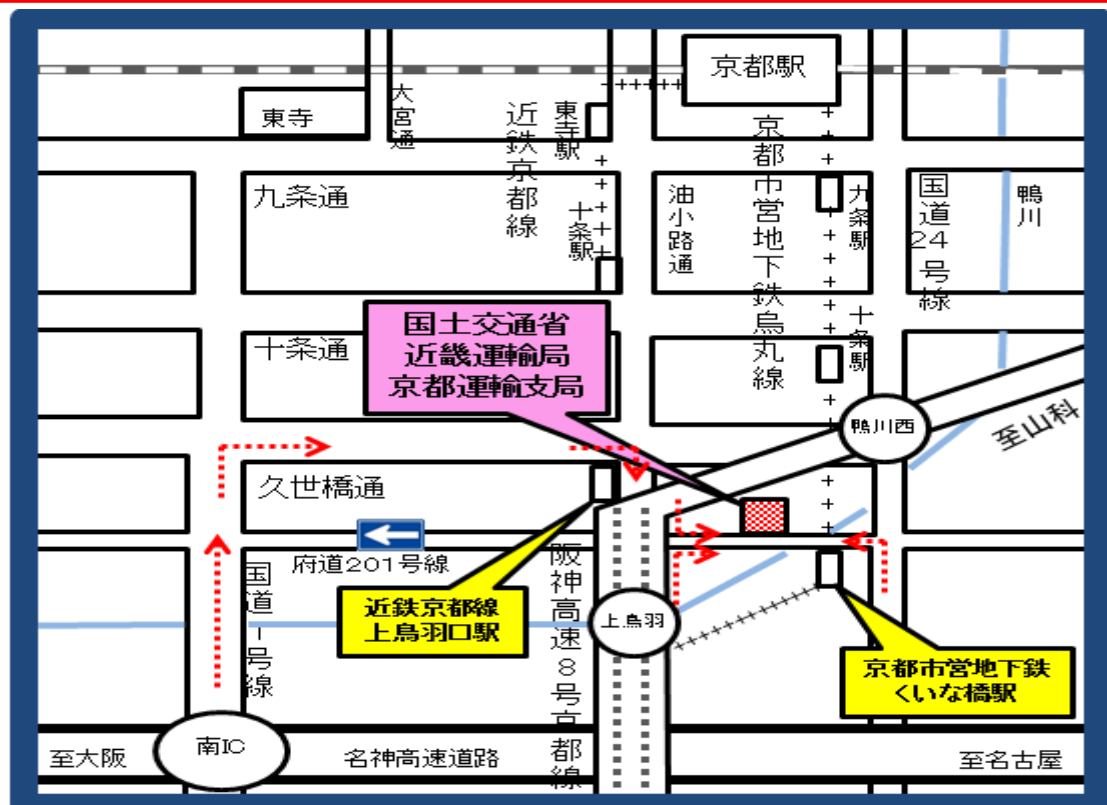 京都駅
東寺
大宮通
近鉄京都線
東寺駅
京都市営地下鉄烏丸線
九条通
十条駅
油小路通
九条駅
国道24号線
鴨川
国土交通省
近畿運輸局
京都運輸支局
十条通
十条駅
鴨川西
至山科
久世橋通
府道201号線
国道1号線
阪神高速8号京都線
近鉄京都線
上鳥羽口駅
上鳥羽
京都市営地下鉄
くいな橋駅
至大阪
南IC
名神高速道路
至名古屋